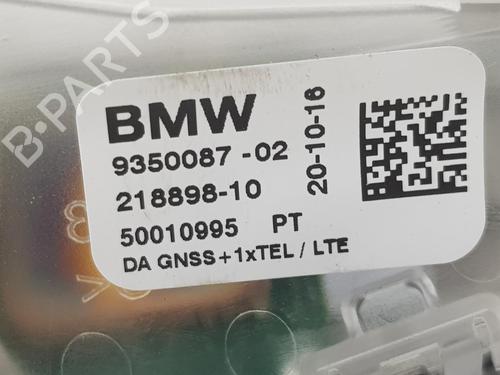 B-PARTS
BMW
9350087-02
218898-10
50010995 PT
DA GNSS+1xTEL / LTE
20-10-16